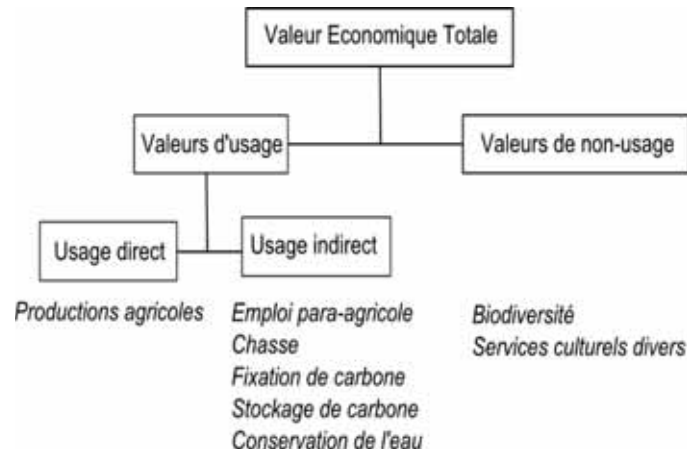 Valeur Economique Totale
Valeurs d'usage
Valeurs de non-usage
Usage direct
Usage indirect
Productions agricoles
Emploi para-agricole
Chasse
Fixation de carbone
Stockage de carbone
Conservation de l'eau
Biodiversité
Services culturels divers